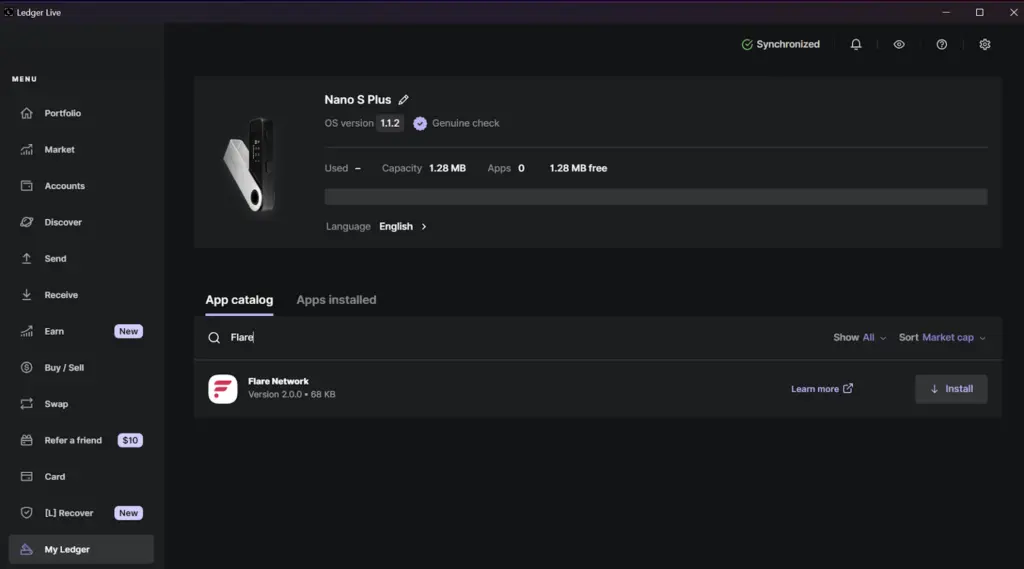 Ledger Live
MENU
Portfolio
Market
Accounts
Discover
Send
Receive
Earn New
Buy / Sell
Swap
Refer a friend $10
Card
[L] Recover New
My Ledger
Synchronized
Nano S Plus
OS version 1.1.2 Genuine check
Used – Capacity 1.28 MB Apps 0 1.28 MB free
Language English
App catalog Apps installed
Flare Show All Sort Market cap
Flare Network
Version 2.0.0 • 68 KB
Learn more Install